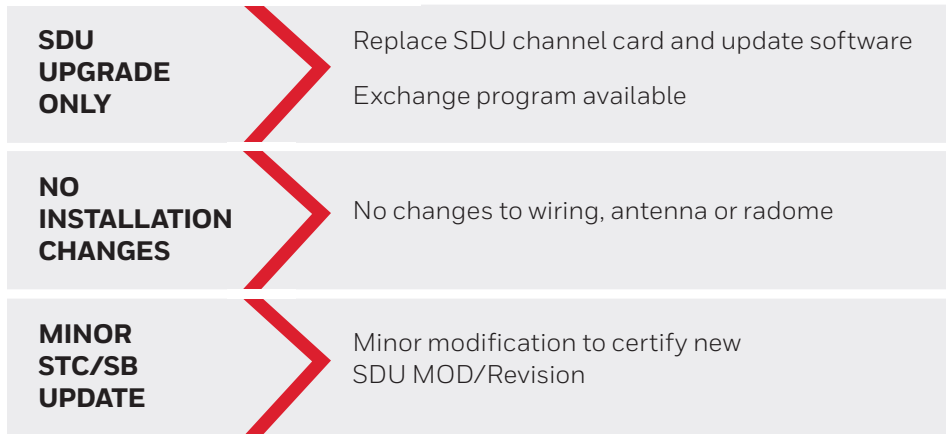 SDU
UPGRADE
ONLY
Replace SDU channel card and update software
Exchange program available
NO
INSTALLATION
CHANGES
No changes to wiring, antenna or radome
MINOR
STC/SB
UPDATE
Minor modification to certify new
SDU MOD/Revision